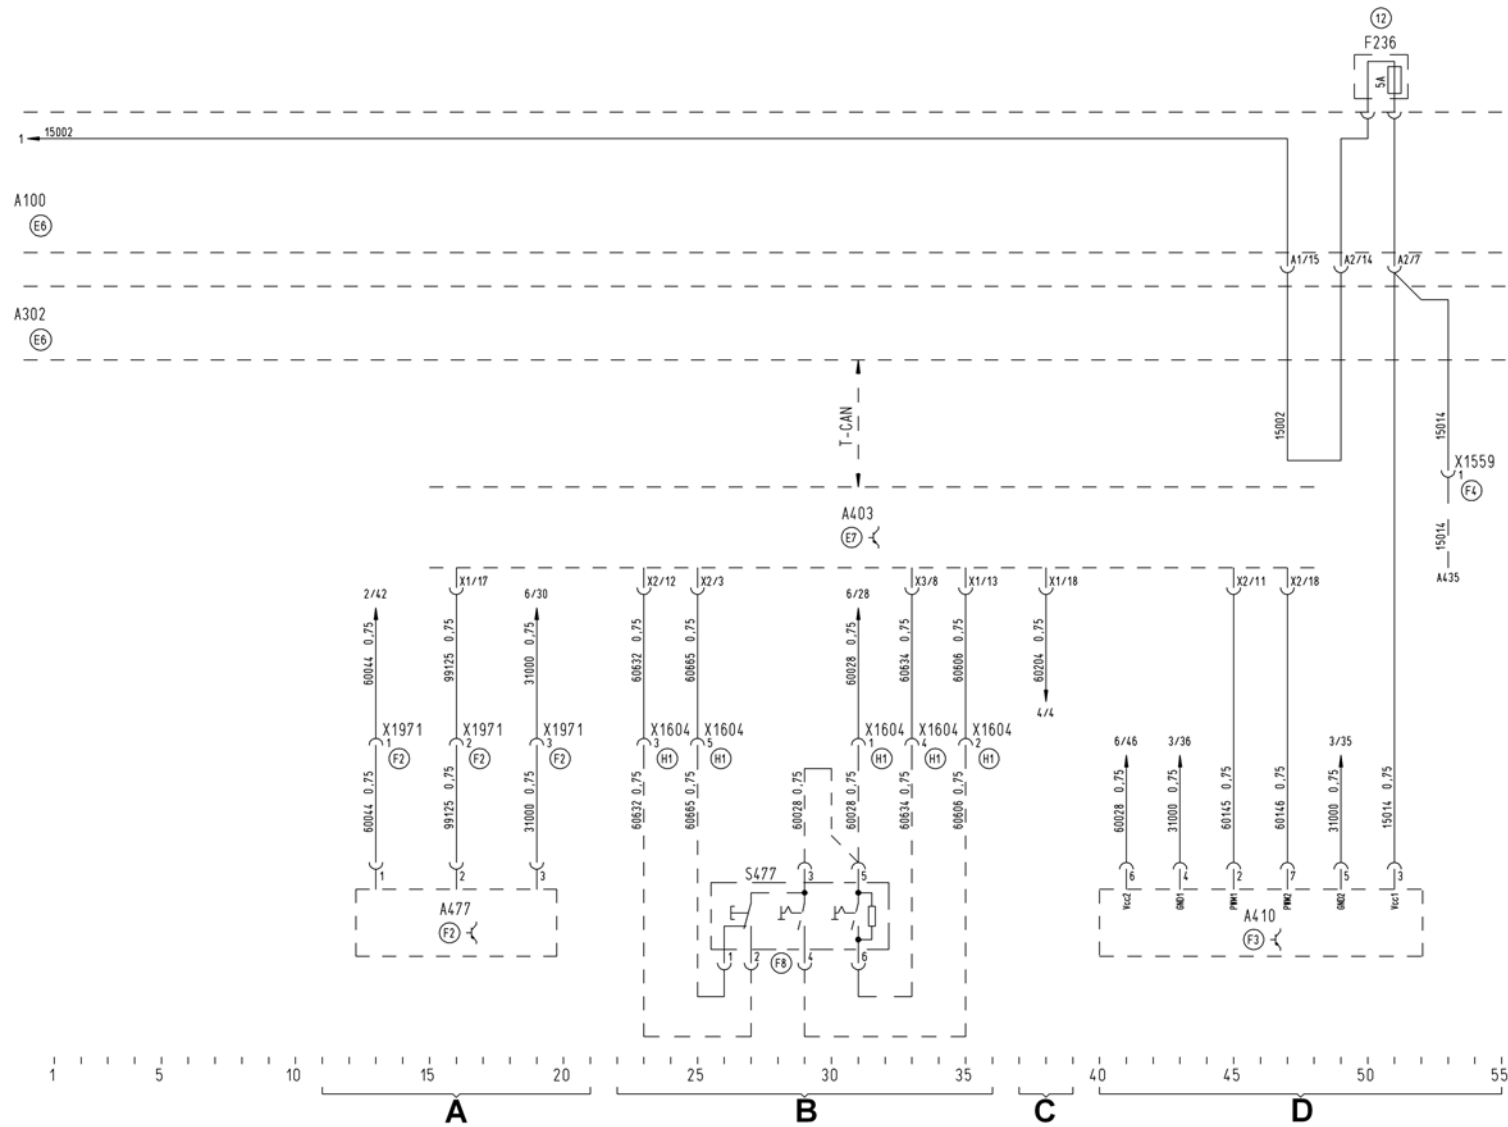 12
F236
5A
1 15002
A100
E6
A1/15 A2/14 A2/7
A302
E6
T-CAN
15002
15014
X1559
1
F4
15014
A435
A403
E7
2/42 X1/17 6/30 X2/12 X2/3 6/28 X3/8 X1/13 X1/18 X2/11 X2/18
60044 0,75
99125 0,75
31000 0,75
60632 0,75
60665 0,75
60028 0,75
60634 0,75
60606 0,75
60204 0,75
4/4
X1971 X1971 X1971 X1604 X1604 X1604 X1604 X1604
1 2 3 3 5 1 4 2
F2 F2 F2 H1 H1 H1 H1 H1
6/46 3/36 3/35
60044 0,75
99125 0,75
31000 0,75
60632 0,75
60665 0,75
60028 0,75
60028 0,75
60634 0,75
60606 0,75
60028 0,75
31000 0,75
60145 0,75
60146 0,75
31000 0,75
15014 0,75
1 2 3
S477
3 5
6 4 2 7 5 3
Vcc2 GND1 PWM1 PWM2 GND2 Vcc1
A477
F2
A410
F3
1 2 F8 4 6
1 5 10 15 20 25 30 35 40 45 50 55
A B C D